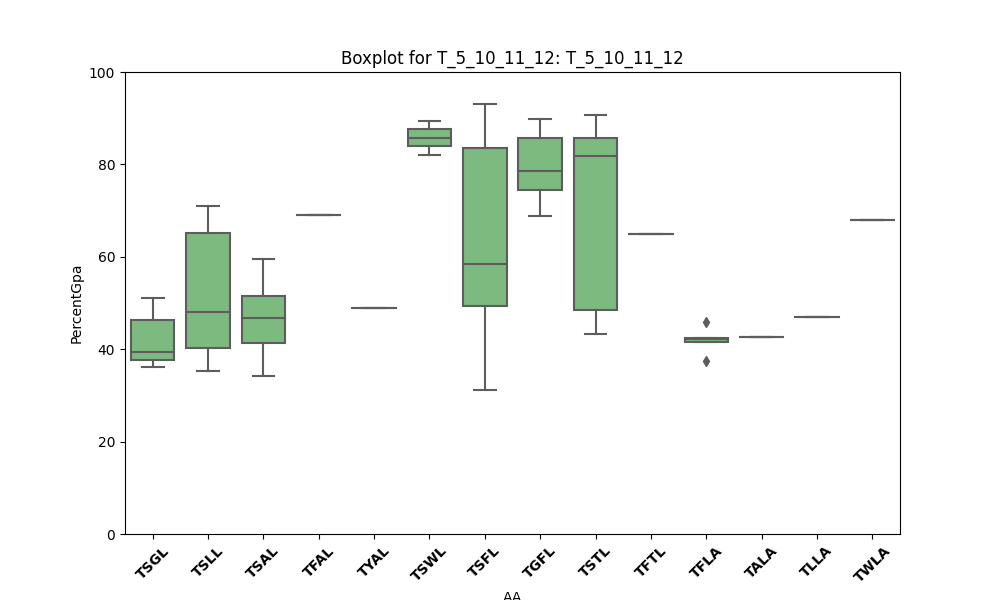 Boxplot for T_5_10_11_12: T_5_10_11_12
PercentGpa
100
80
60
40
20
0
TSGL TSLL TSAL TFAL TYAL TSWL TSFL TGFL TSTL TFTL TFLA TALA TLLA TWLA
AA